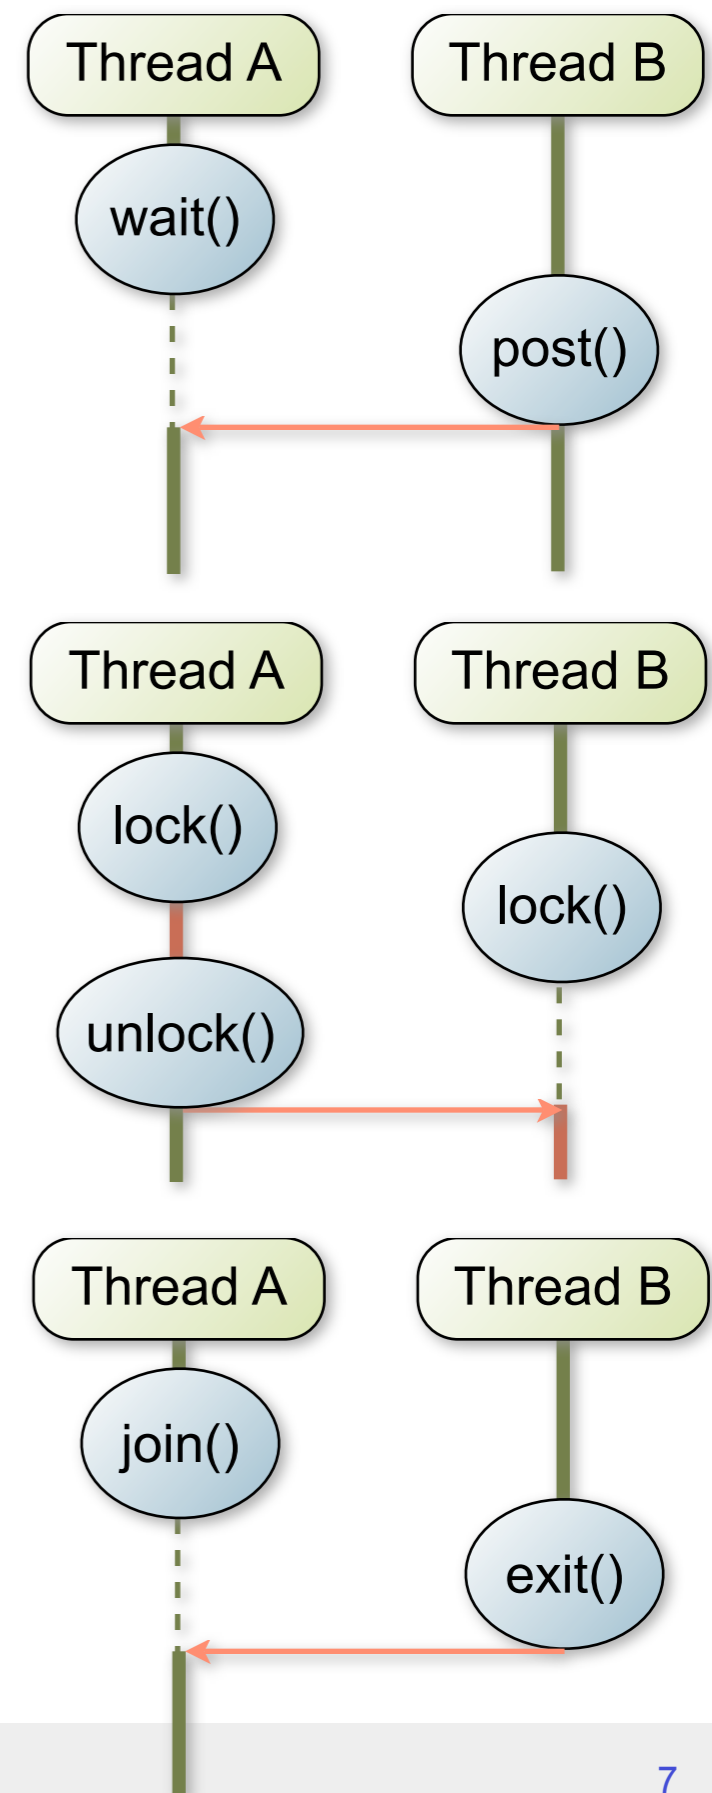 Thread A
Thread B
wait()
post()
Thread A
Thread B
lock()
lock()
unlock()
Thread A
Thread B
join()
exit()
7